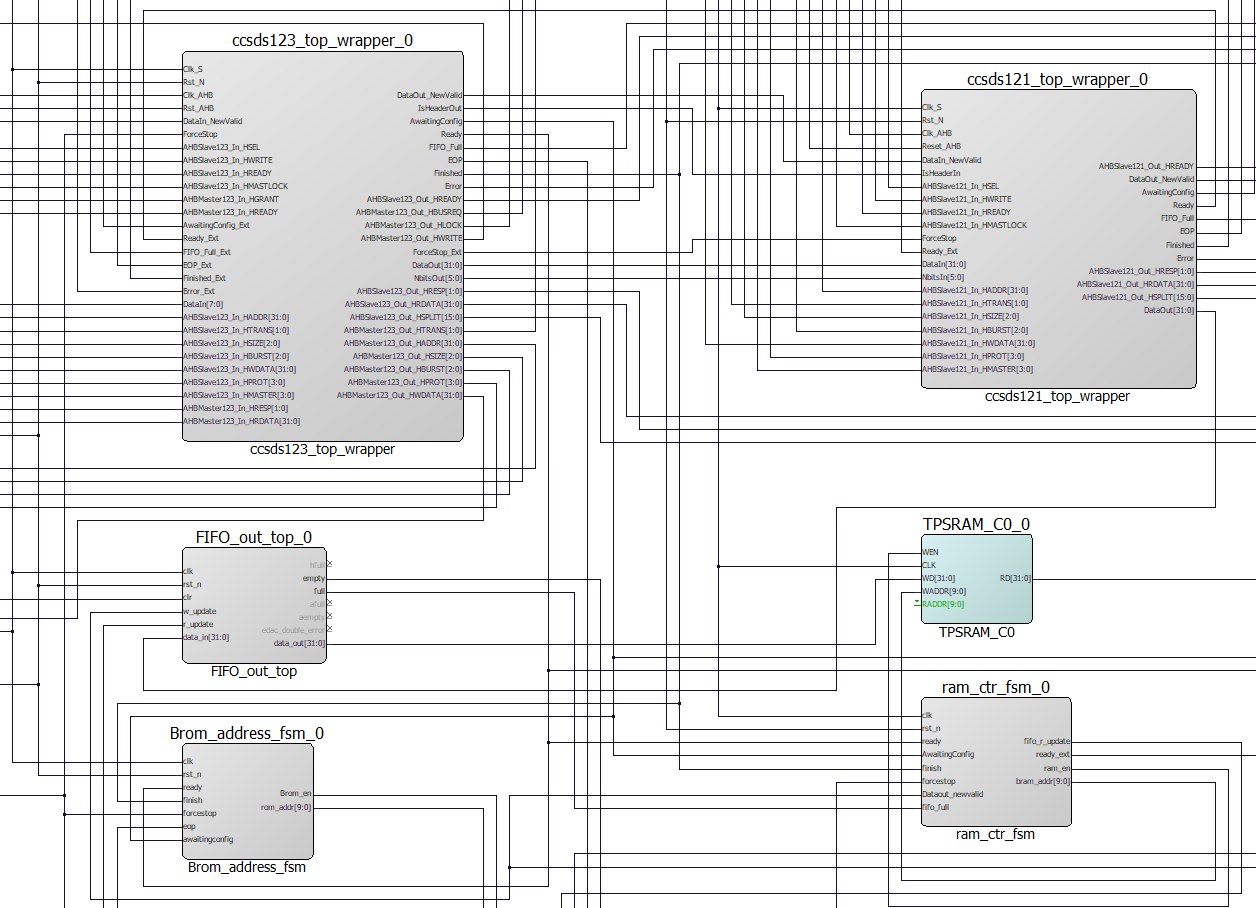 ccsds123_top_wrapper_0
Clk_S
Rst_N
Clk_AHB
Rst_AHB
DataIn_NewValid
ForceStop
AHBSlave123_In_HSEL
AHBSlave123_In_HWRITE
AHBSlave123_In_HREADY
AHBSlave123_In_HMASTLOCK
AHBMaster123_In_HGRANT
AHBMaster123_In_HREADY
AwaitingConfig_Ext
Ready_Ext
FIFO_Full_Ext
EOP_Ext
Finished_Ext
Error_Ext
DataIn[7:0]
AHBSlave123_In_HADDR[31:0]
AHBSlave123_In_HTRANS[1:0]
AHBSlave123_In_HSIZE[2:0]
AHBSlave123_In_HBURST[2:0]
AHBSlave123_In_HWDATA[31:0]
AHBSlave123_In_HPROT[3:0]
AHBSlave123_In_HMASTER[3:0]
AHBMaster123_In_HRESP[1:0]
AHBMaster123_In_HRDATA[31:0]
DataOut_NewValid
IsHeaderOut
AwaitingConfig
Ready
FIFO_Full
EOP
Finished
Error
AHBSlave123_Out_HREADY
AHBMaster123_Out_HBUSREQ
AHBMaster123_Out_HLOCK
AHBMaster123_Out_HWRITE
ForceStop_Ext
DataOut[31:0]
NbitsOut[5:0]
AHBSlave123_Out_HRESP[1:0]
AHBSlave123_Out_HRDATA[31:0]
AHBSlave123_Out_HSPLIT[15:0]
AHBMaster123_Out_HTRANS[1:0]
AHBMaster123_Out_HADDR[31:0]
AHBMaster123_Out_HSIZE[2:0]
AHBMaster123_Out_HBURST[2:0]
AHBMaster123_Out_HPROT[3:0]
AHBMaster123_Out_HWDATA[31:0]
ccsds123_top_wrapper
ccsds121_top_wrapper_0
Clk_S
Rst_N
Clk_AHB
Reset_AHB
DataIn_NewValid
IsHeaderIn
AHBSlave121_In_HSEL
AHBSlave121_In_HWRITE
AHBSlave121_In_HREADY
AHBSlave121_In_HMASTLOCK
ForceStop
Ready_Ext
DataIn[31:0]
NbitsIn[5:0]
AHBSlave121_In_HADDR[31:0]
AHBSlave121_In_HTRANS[1:0]
AHBSlave121_In_HSIZE[2:0]
AHBSlave121_In_HBURST[2:0]
AHBSlave121_In_HWDATA[31:0]
AHBSlave121_In_HPROT[3:0]
AHBSlave121_In_HMASTER[3:0]
AHBSlave121_Out_HREADY
DataOut_NewValid
AwaitingConfig
Ready
FIFO_Full
EOP
Finished
Error
AHBSlave121_Out_HRESP[1:0]
AHBSlave121_Out_HRDATA[31:0]
AHBSlave121_Out_HSPLIT[15:0]
DataOut[31:0]
ccsds121_top_wrapper
FIFO_out_top_0
clk
rst_n
clr
w_update
r_update
data_in[31:0]
hfull
empty
full
afull
aempty
edac_double_error
data_out[31:0]
FIFO_out_top
TPSRAM_C0_0
WEN
CLK
WD[31:0]
WADDR[9:0]
RADDR[9:0]
RD[31:0]
TPSRAM_C0
Brom_address_fsm_0
clk
rst_n
ready
finish
forcestop
eop
awaitingconfig
Brom_en
rom_addr[9:0]
Brom_address_fsm
ram_ctr_fsm_0
clk
rst_n
ready
AwaitingConfig
finish
forcestop
Dataout_newvalid
fifo_full
fifo_r_update
ready_ext
ram_en
bram_addr[9:0]
ram_ctr_fsm